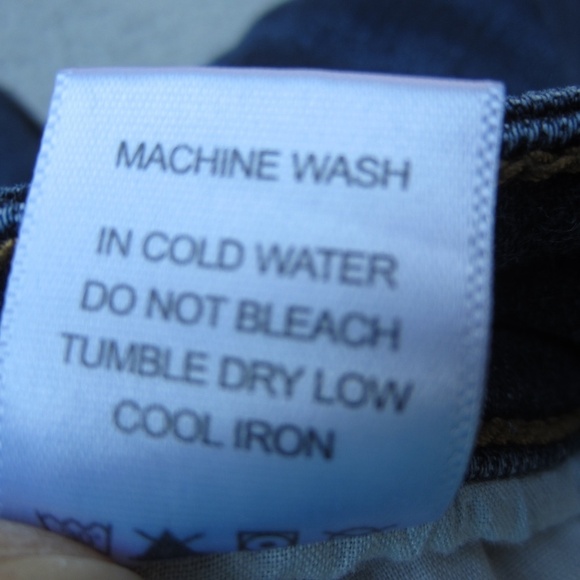 MACHINE WASH
IN COLD WATER
DO NOT BLEACH
TUMBLE DRY LOW
COOL IRON